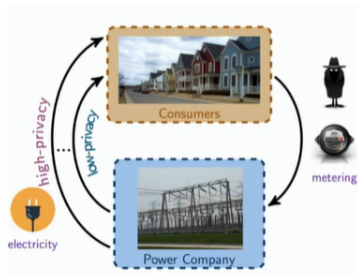 Consumers
high-privacy
...
low-privacy
metering
electricity
Power Company